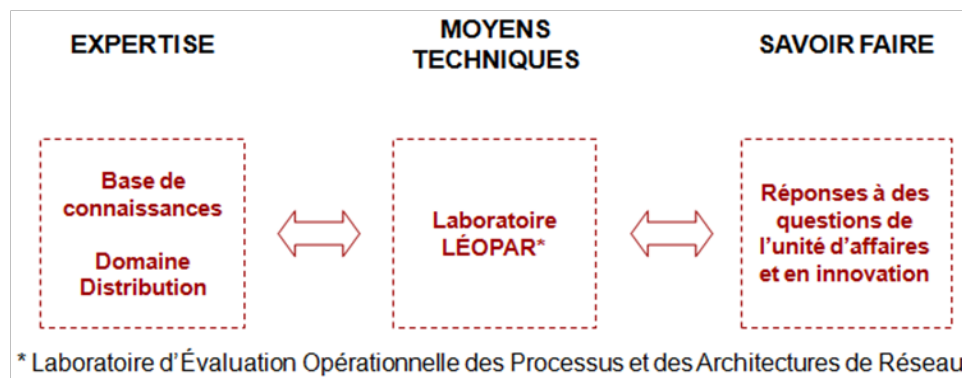 EXPERTISE
MOYENS
TECHNIQUES
SAVOIR FAIRE
Base de
connaissances
Domaine
Distribution
Laboratoire
LÉOPAR*
Réponses à des
questions de
l'unité d'affaires
et en innovation
* Laboratoire d'Évaluation Opérationnelle des Processus et des Architectures de Réseau